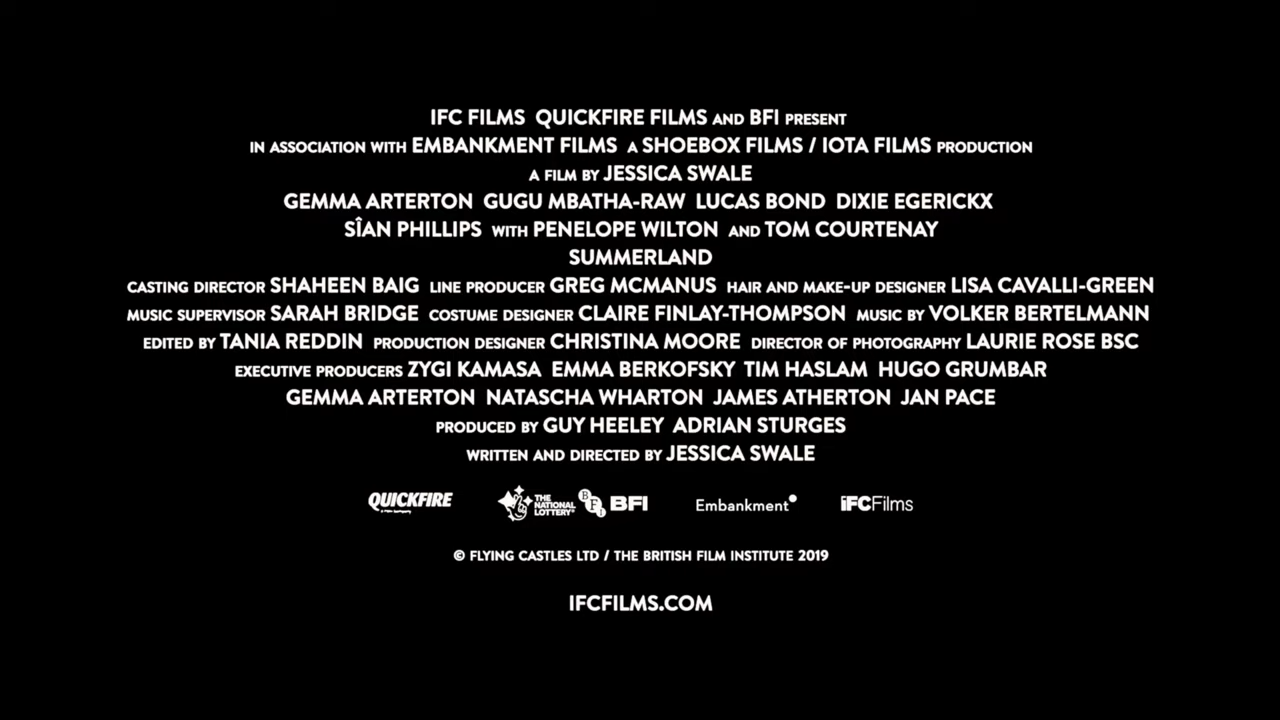 IFC FILMS QUICKFIRE FILMS AND BFI PRESENT
IN ASSOCIATION WITH EMBANKMENT FILMS A SHOEBOX FILMS / IOTA FILMS PRODUCTION
A FILM BY JESSICA SWALE
GEMMA ARTERTON GUGU MBATHA-RAW LUCAS BOND DIXIE EGERICKX
SÎAN PHILLIPS WITH PENELOPE WILTON AND TOM COURTENAY
SUMMERLAND
CASTING DIRECTOR SHAHEEN BAIG LINE PRODUCER GREG MCMANUS HAIR AND MAKE-UP DESIGNER LISA CAVALLI-GREEN
MUSIC SUPERVISOR SARAH BRIDGE COSTUME DESIGNER CLAIRE FINLAY-THOMPSON MUSIC BY VOLKER BERTELMANN
EDITED BY TANIA REDDIN PRODUCTION DESIGNER CHRISTINA MOORE DIRECTOR OF PHOTOGRAPHY LAURIE ROSE BSC
EXECUTIVE PRODUCERS ZYGI KAMASA EMMA BERKOFSKY TIM HASLAM HUGO GRUMBAR
GEMMA ARTERTON NATASCHA WHARTON JAMES ATHERTON JAN PACE
PRODUCED BY GUY HEELEY ADRIAN STURGES
WRITTEN AND DIRECTED BY JESSICA SWALE
QUICKFIRE THE NATIONAL LOTTERY BFI BFI Embankment IFCFilms
© FLYING CASTLES LTD / THE BRITISH FILM INSTITUTE 2019
IFCFILMS.COM